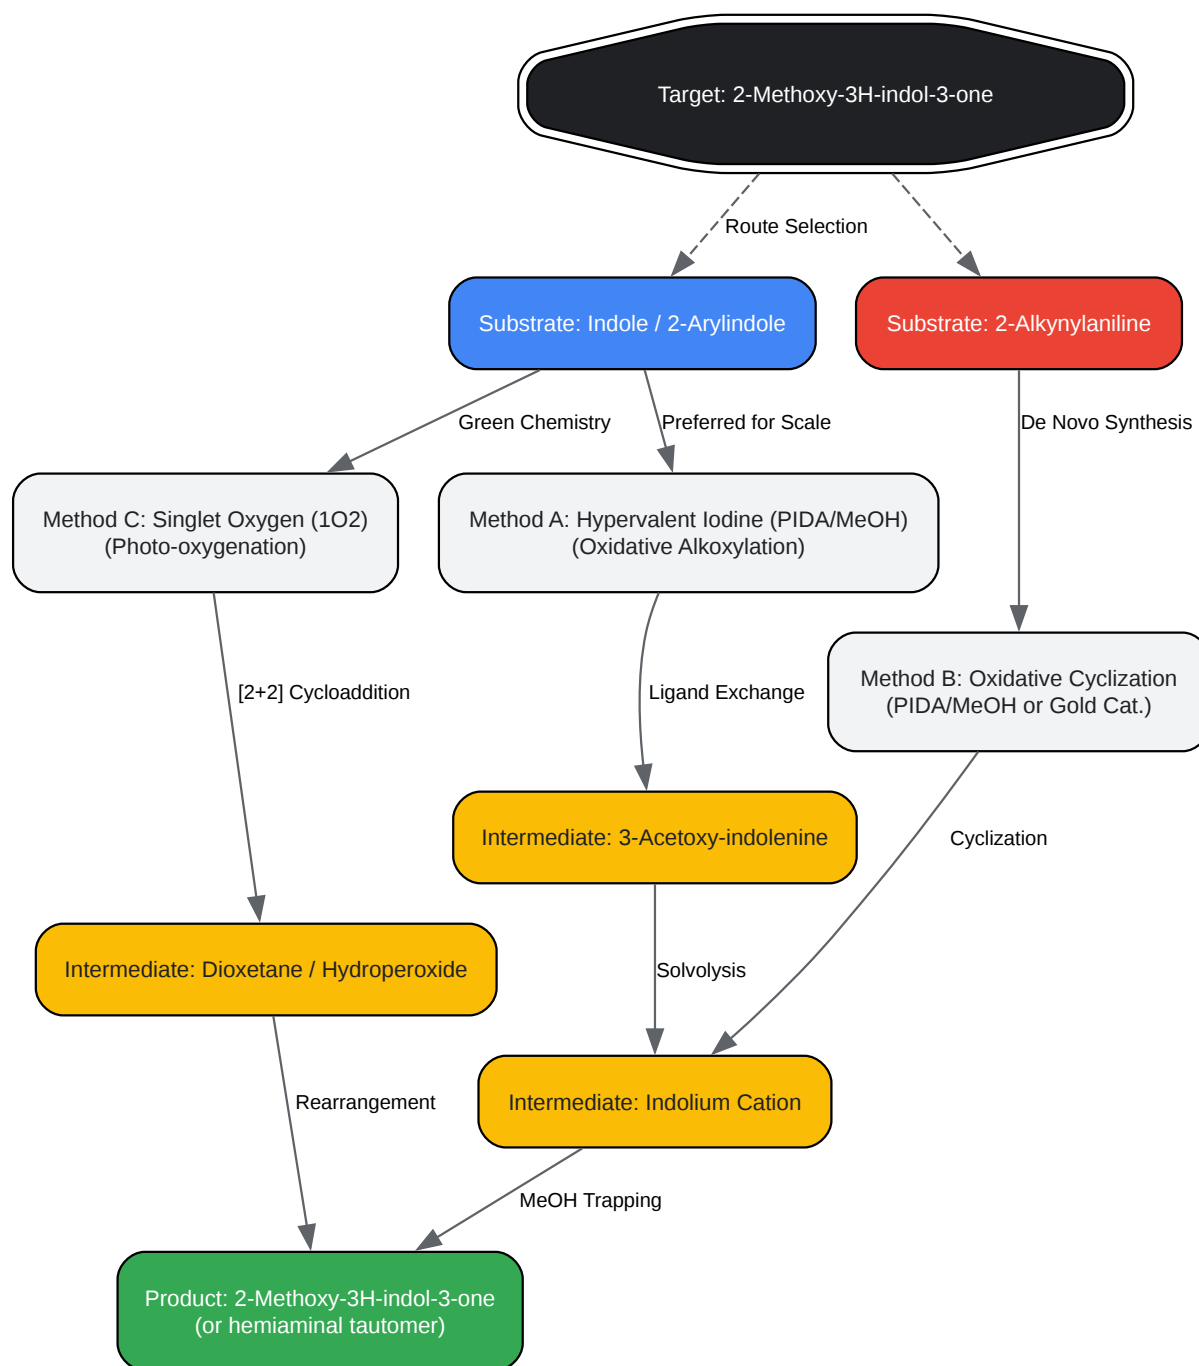 Target: 2-Methoxy-3H-indol-3-one
Route Selection
Substrate: Indole / 2-Arylindole
Substrate: 2-Alkynylaniline
Green Chemistry
Preferred for Scale
De Novo Synthesis
Method C: Singlet Oxygen (1O2)
(Photo-oxygenation)
Method A: Hypervalent Iodine (PIDA/MeOH)
(Oxidative Alkoxylation)
Method B: Oxidative Cyclization
(PIDA/MeOH or Gold Cat.)
[2+2] Cycloaddition
Ligand Exchange
Intermediate: 3-Acetoxy-indolenine
Cyclization
Intermediate: Dioxetane / Hydroperoxide
Solvolysis
Rearrangement
Intermediate: Indolium Cation
MeOH Trapping
Product: 2-Methoxy-3H-indol-3-one
(or hemiaminal tautomer)